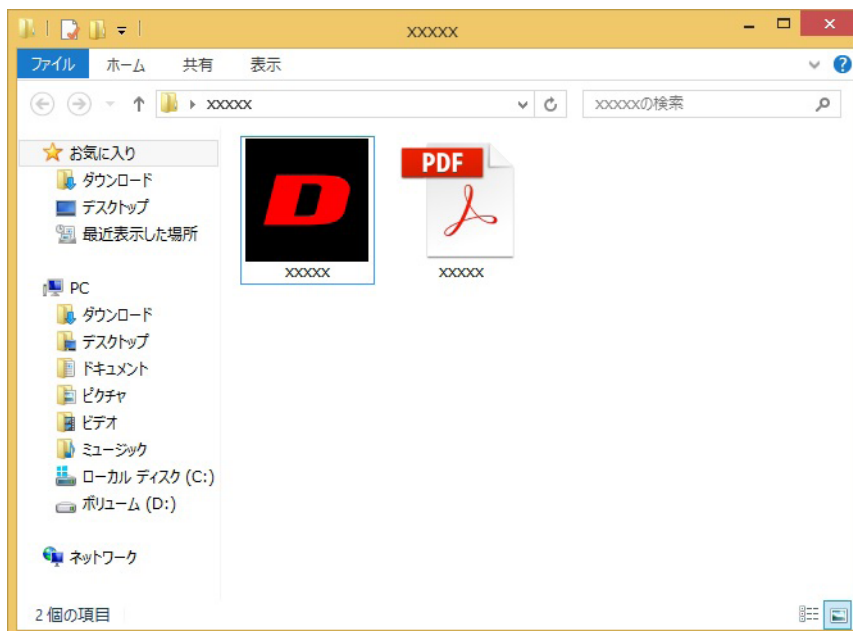 xxxxx
ファイル ホーム 共有 表示
xxxxx
xxxxxの検索
お気に入り
ダウンロード
デスクトップ
最近表示した場所
PC
ダウンロード
デスクトップ
ドキュメント
ピクチャ
ビデオ
ミュージック
ローカル ディスク (C:)
ボリューム (D:)
ネットワーク
D
xxxxx
PDF
xxxxx
2 個の項目